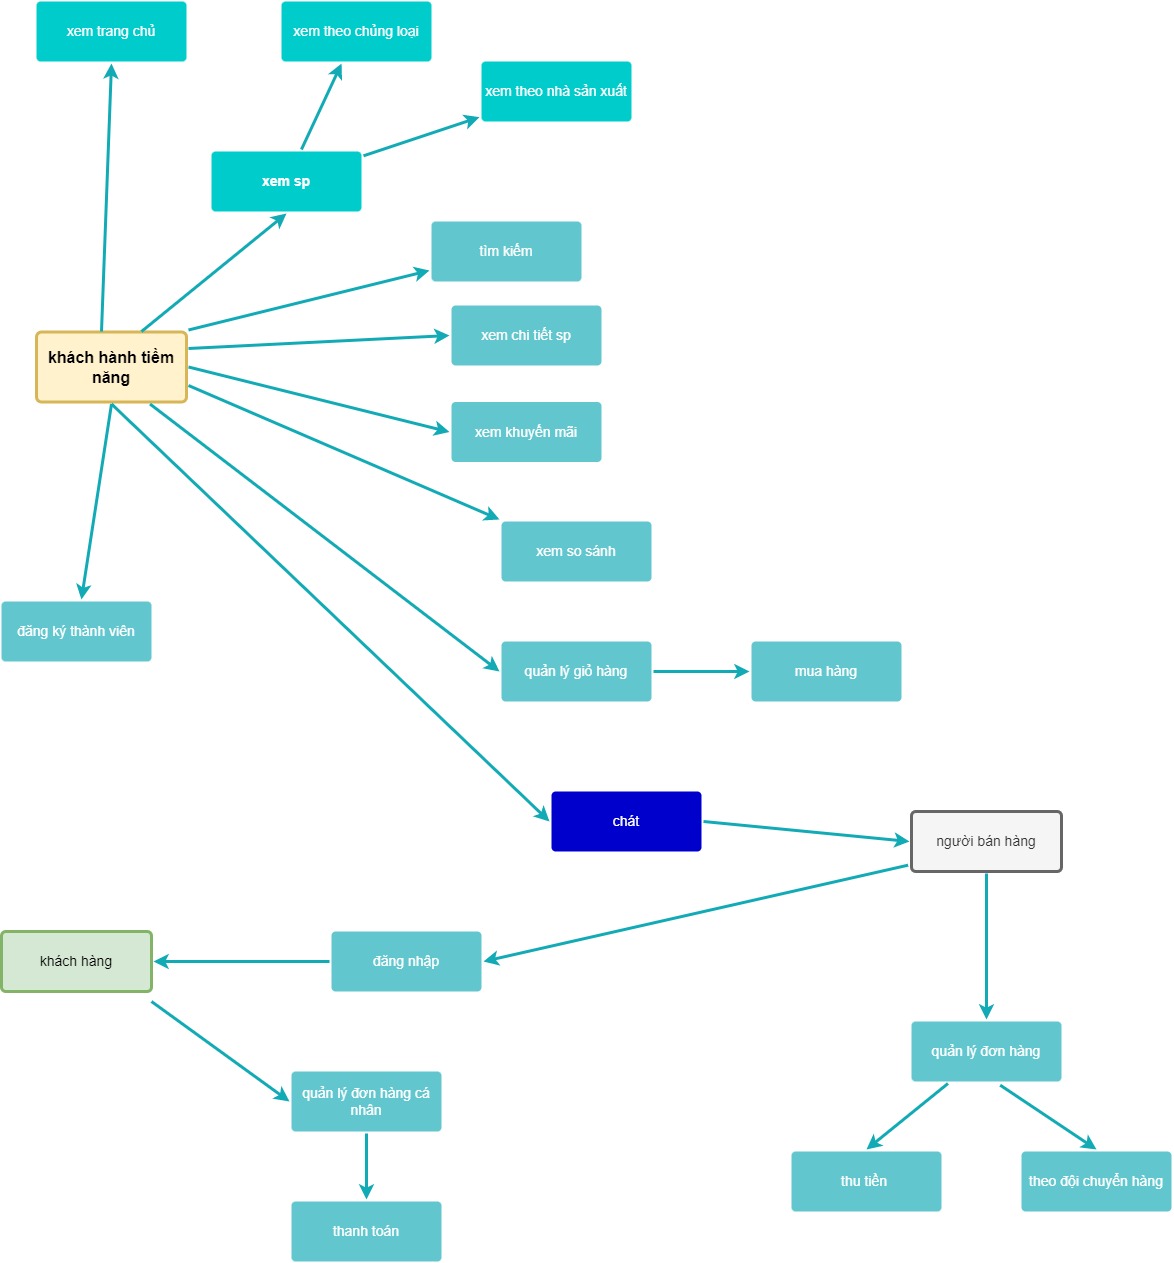 xem trang chủ
xem theo chủng loại
xem theo nhà sản xuất
xem sp
tìm kiếm
xem chi tiết sp
khách hành tiềm
năng
xem khuyến mãi
xem so sánh
đăng ký thành viên
quản lý giỏ hàng
mua hàng
chát
người bán hàng
khách hàng
đăng nhập
quản lý đơn hàng
quản lý đơn hàng cá
nhân
thu tiền
theo đội chuyển hàng
thanh toán